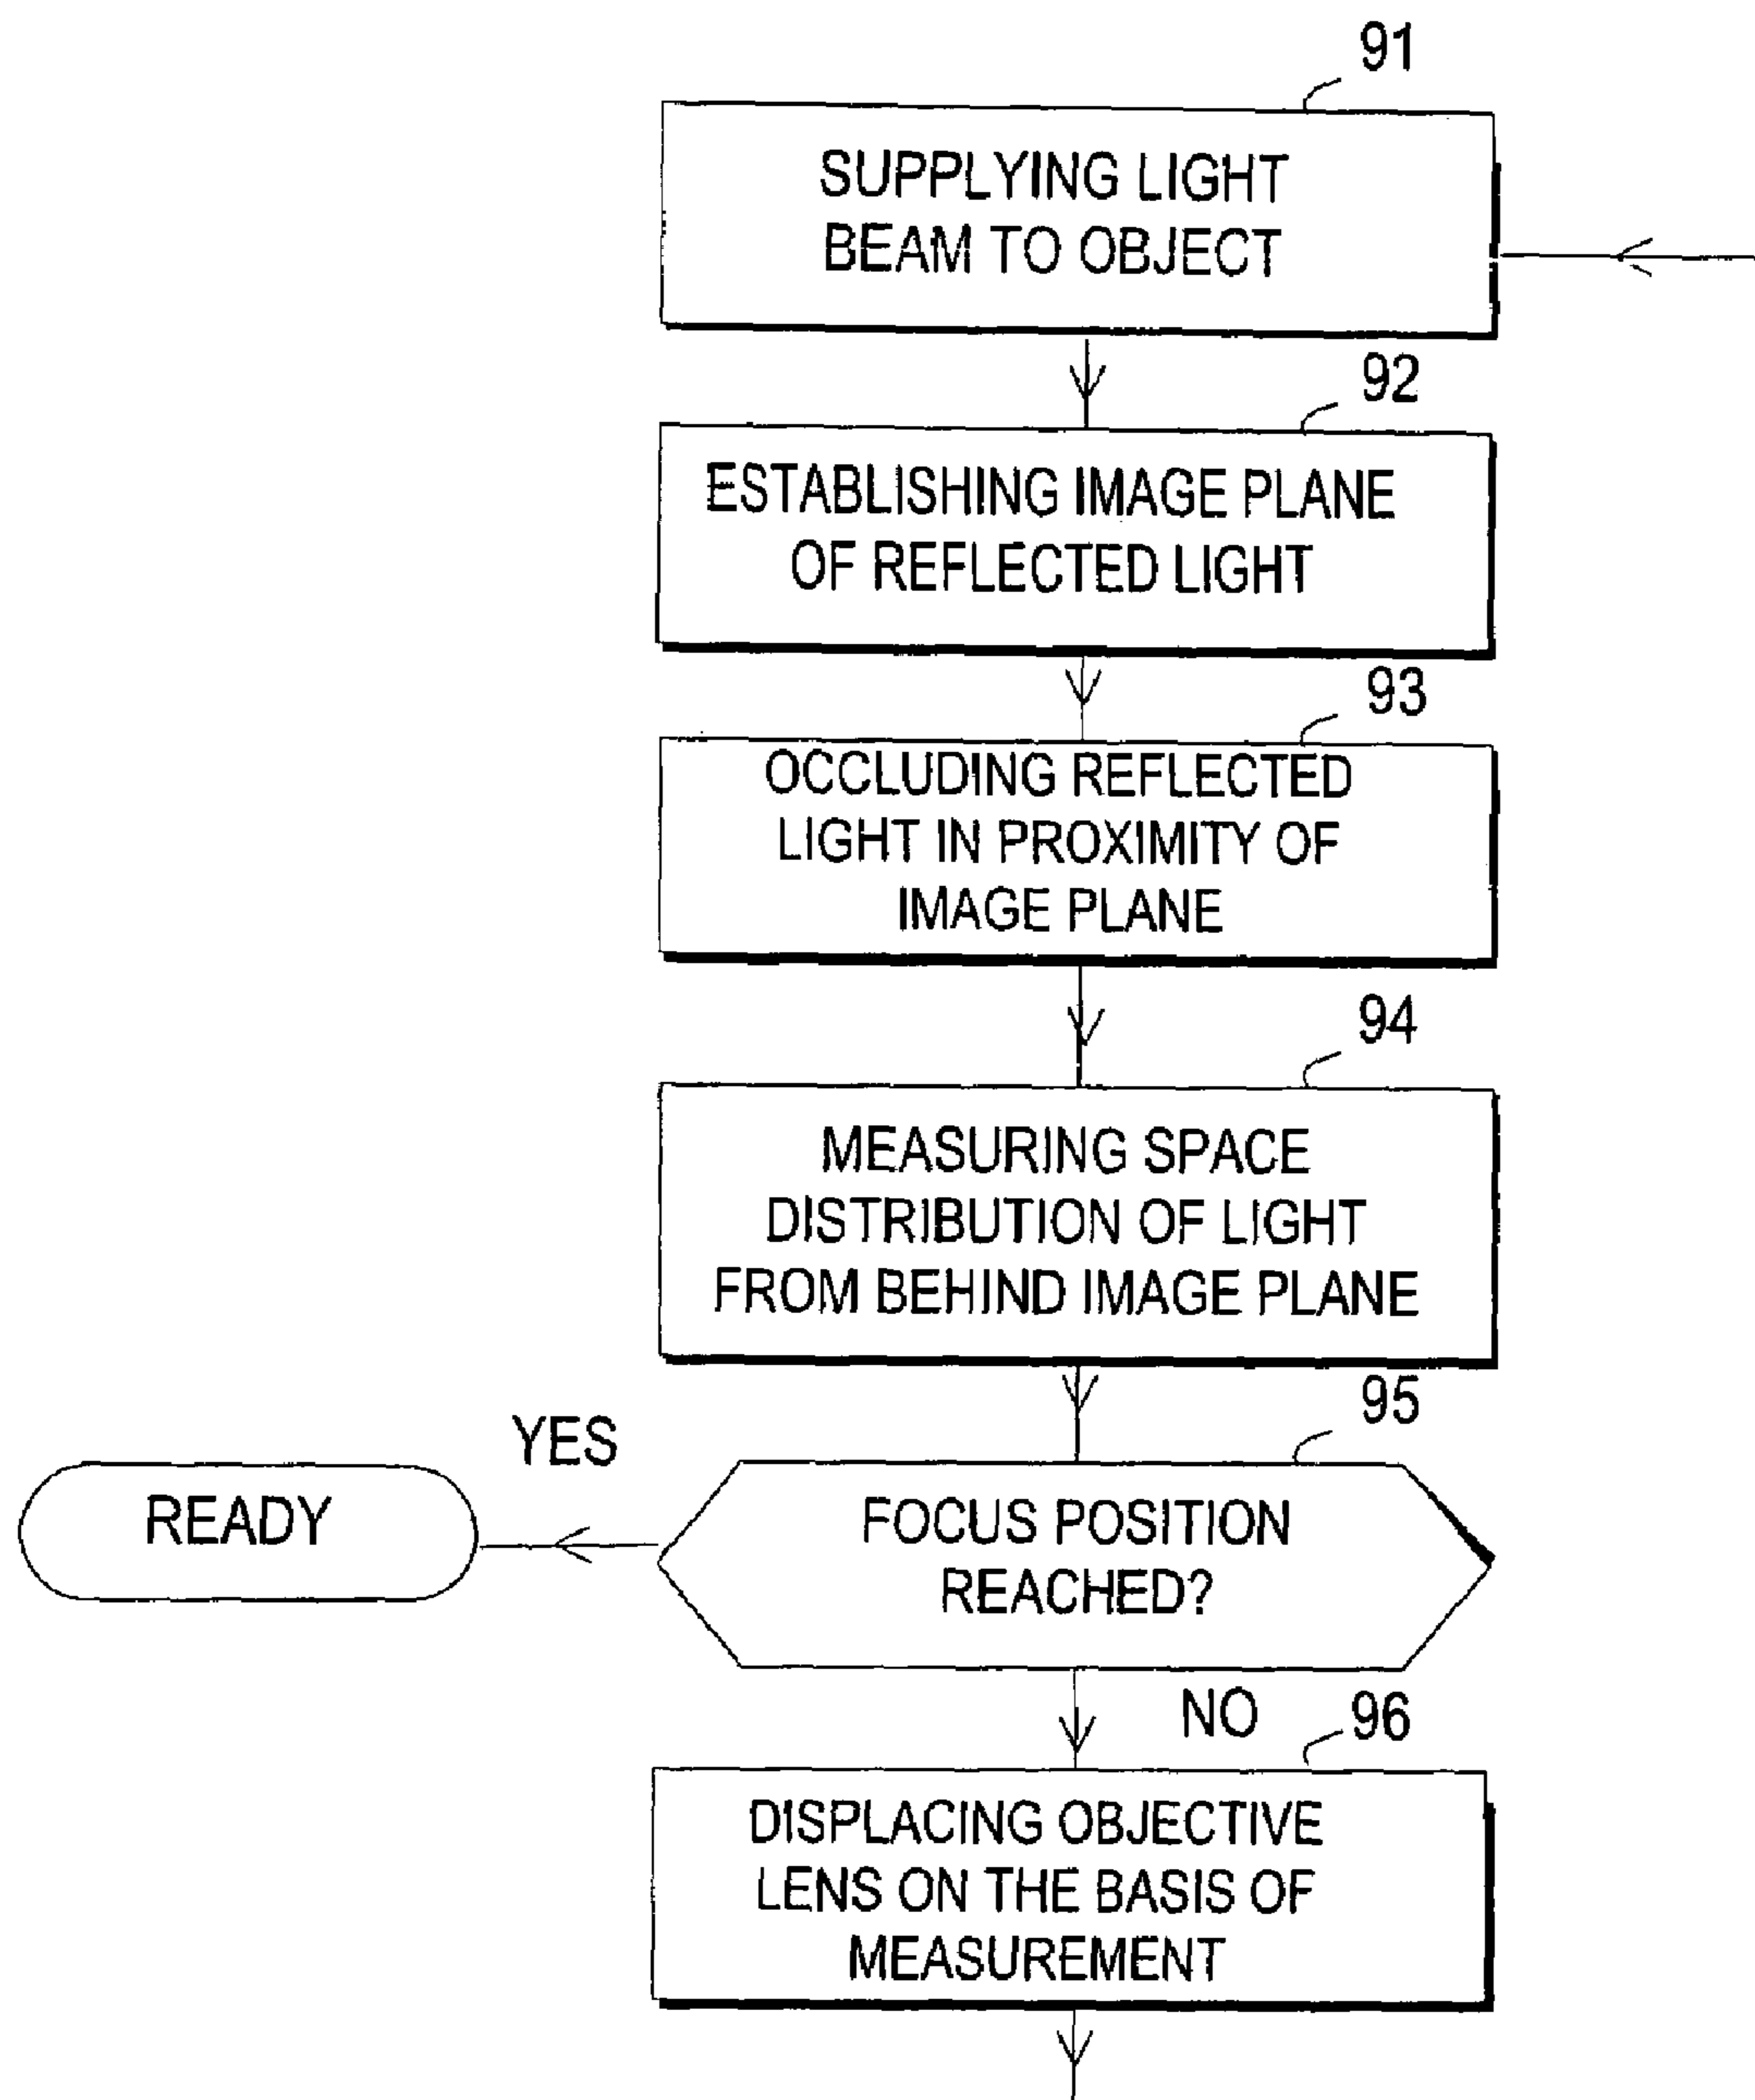 91
SUPPLYING LIGHT
BEAM TO OBJECT
92
ESTABLISHING IMAGE PLANE
OF REFLECTED LIGHT
93
OCCLUDING REFLECTED
LIGHT IN PROXIMITY OF
IMAGE PLANE
94
MEASURING SPACE
DISTRIBUTION OF LIGHT
FROM BEHIND IMAGE PLANE
95
YES
READY
FOCUS POSITION
REACHED?
NO
96
DISPLACING OBJECTIVE
LENS ON THE BASIS OF
MEASUREMENT